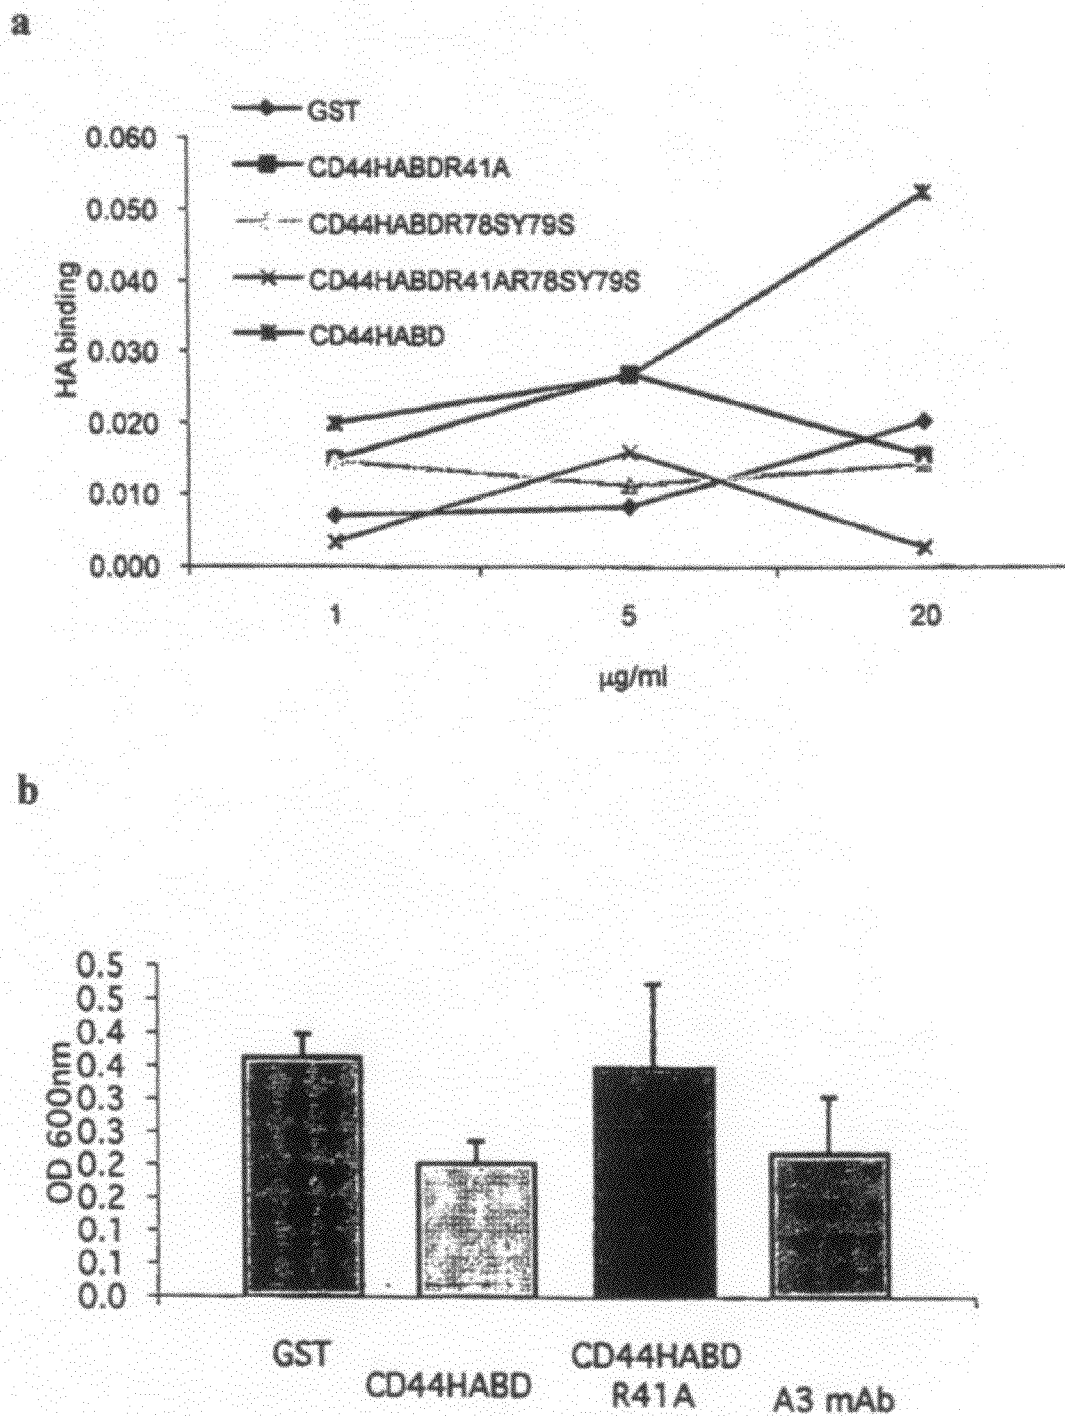 a
GST
CD44HABDR41A
CD44HABDR78SY79S
CD44HABDR41AR78SY79S
CD44HABD
HA binding
0.060
0.050
0.040
0.030
0.020
0.010
0.000
1 5 20
µg/ml
b
OD 600nm
0.5
0.5
0.4
0.4
0.3
0.3
0.2
0.2
0.1
0.1
0.0
GST
CD44HABD
CD44HABD
R41A
A3 mAb